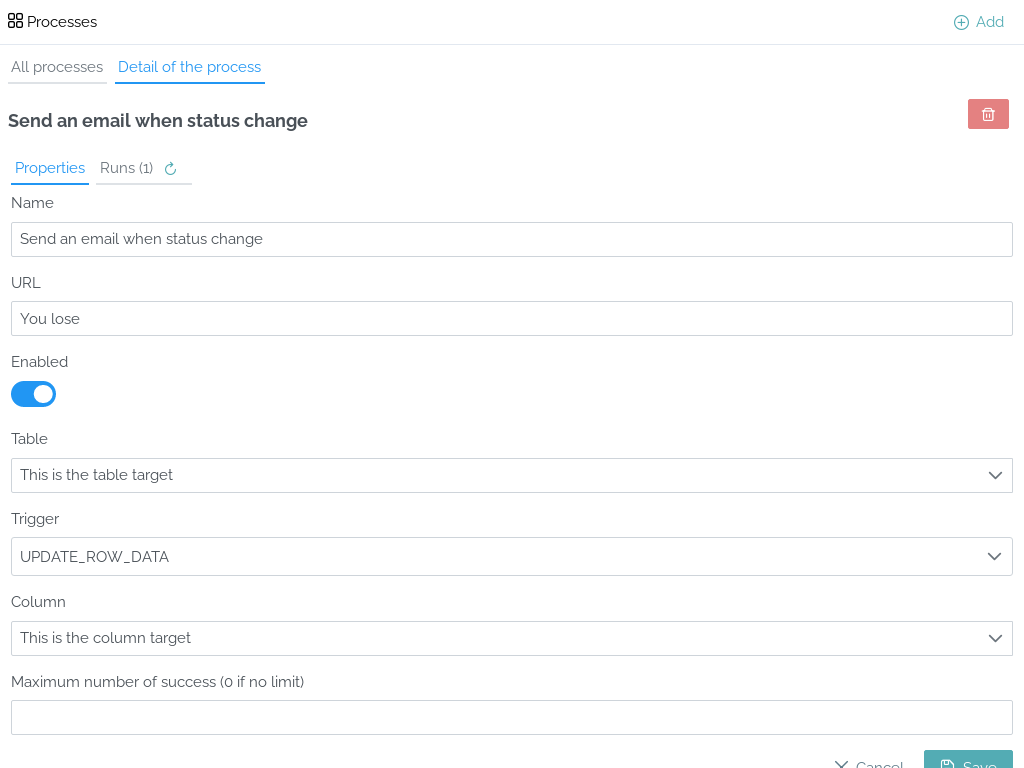 Processes
Add
All processes
Detail of the process
Send an email when status change
Properties
Runs (1)
Name
Send an email when status change
URL
You lose
Enabled
Table
This is the table target
Trigger
UPDATE_ROW_DATA
Column
This is the column target
Maximum number of success (0 if no limit)
Cancel
Save